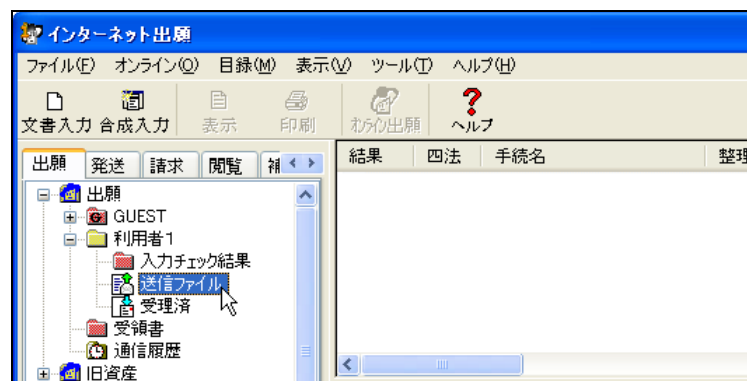 インターネット出願
ファイル(F) オンライン(O) 目録(M) 表示(V) ツール(T) ヘルプ(H)
文書入力 合成入力 表示 印刷 オンライン出願 ヘルプ
出願 発送 請求 閲覧 補
結果 四法 手続名 整理
出願
GUEST
利用者1
入力チェック結果
送信ファイル
受理済
受領書
通信履歴
旧資産